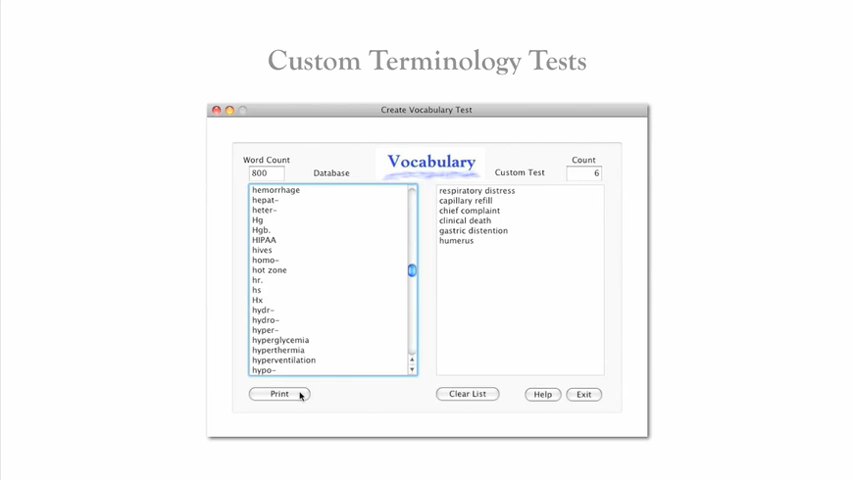 Custom Terminology Tests
Create Vocabulary Test
Word Count
800
Database
Vocabulary
Custom Test
Count
6
hemorrhage
hepat-
heter-
Hg
Hgb.
HIPAA
hives
homo-
hot zone
hr.
hs
Hx
hydr-
hydro-
hyper-
hyperglycemia
hyperthermia
hyperventilation
hypo-
respiratory distress
capillary refill
chief complaint
clinical death
gastric distention
humerus
Print
Clear List
Help
Exit